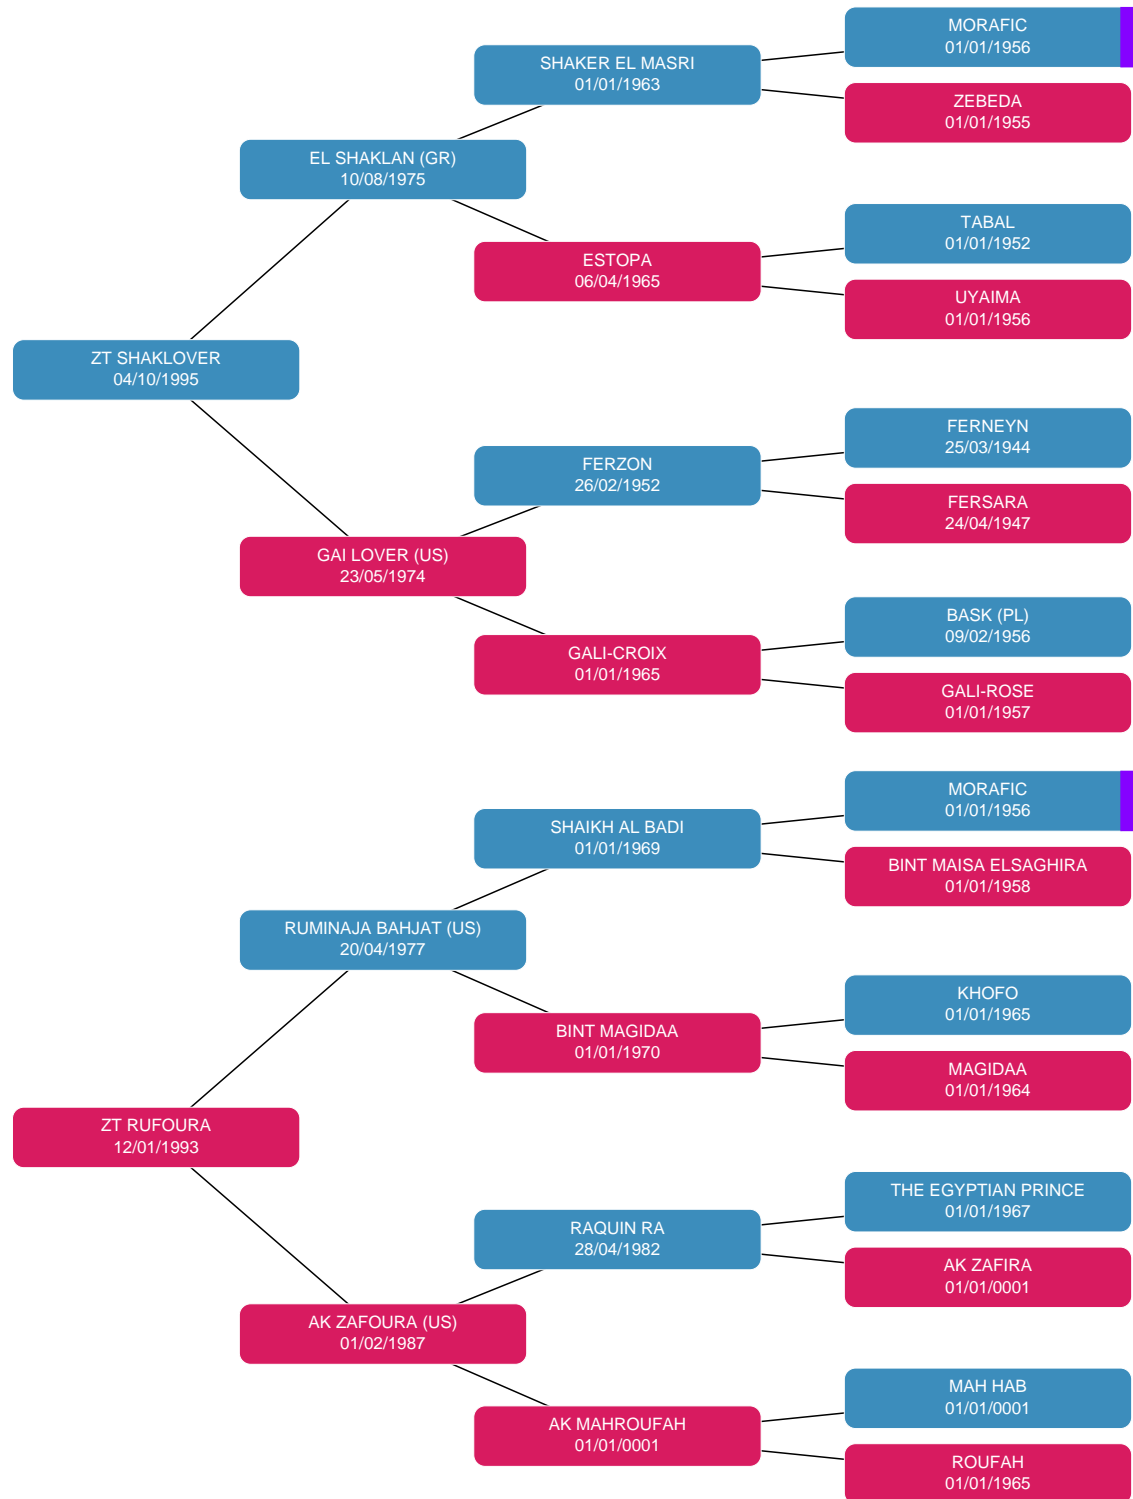 MORAFIC
01/01/1956
SHAKER EL MASRI
01/01/1963
ZEBEDA
01/01/1955
EL SHAKLAN (GR)
10/08/1975
TABAL
01/01/1952
ESTOPA
06/04/1965
UYAIMA
01/01/1956
ZT SHAKLOVER
04/10/1995
FERNEYN
25/03/1944
FERZON
26/02/1952
FERSARA
24/04/1947
GAI LOVER (US)
23/05/1974
BASK (PL)
09/02/1956
GALI-CROIX
01/01/1965
GALI-ROSE
01/01/1957
MORAFIC
01/01/1956
SHAIKH AL BADI
01/01/1969
BINT MAISA ELSAGHIRA
01/01/1958
RUMINAJA BAHJAT (US)
20/04/1977
KHOFO
01/01/1965
BINT MAGIDAA
01/01/1970
MAGIDAA
01/01/1964
ZT RUFOURA
12/01/1993
THE EGYPTIAN PRINCE
01/01/1967
RAQUIN RA
28/04/1982
AK ZAFIRA
01/01/0001
AK ZAFOURA (US)
01/02/1987
MAH HAB
01/01/0001
AK MAHROUFAH
01/01/0001
ROUFAH
01/01/1965